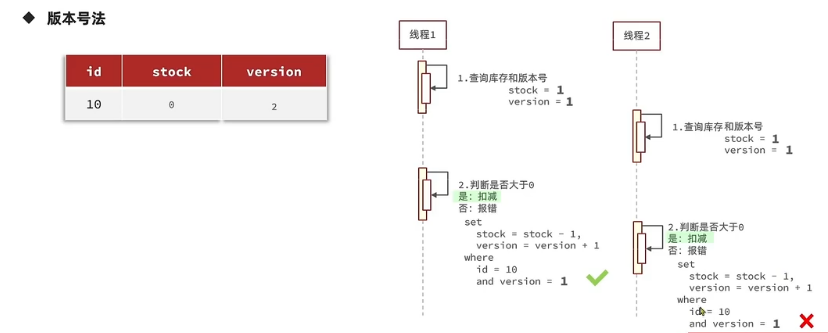 ◆ 版本号法
id stock version
10 0 2
线程1
1.查询库存和版本号
stock = 1
version = 1
2.判断是否大于0
是：扣减
否：报错
set
stock = stock - 1,
version = version + 1
where
id = 10
and version = 1
线程2
1.查询库存和版本号
stock = 1
version = 1
2.判断是否大于0
是：扣减
否：报错
set
stock = stock - 1,
version = version + 1
where
id = 10
and version = 1